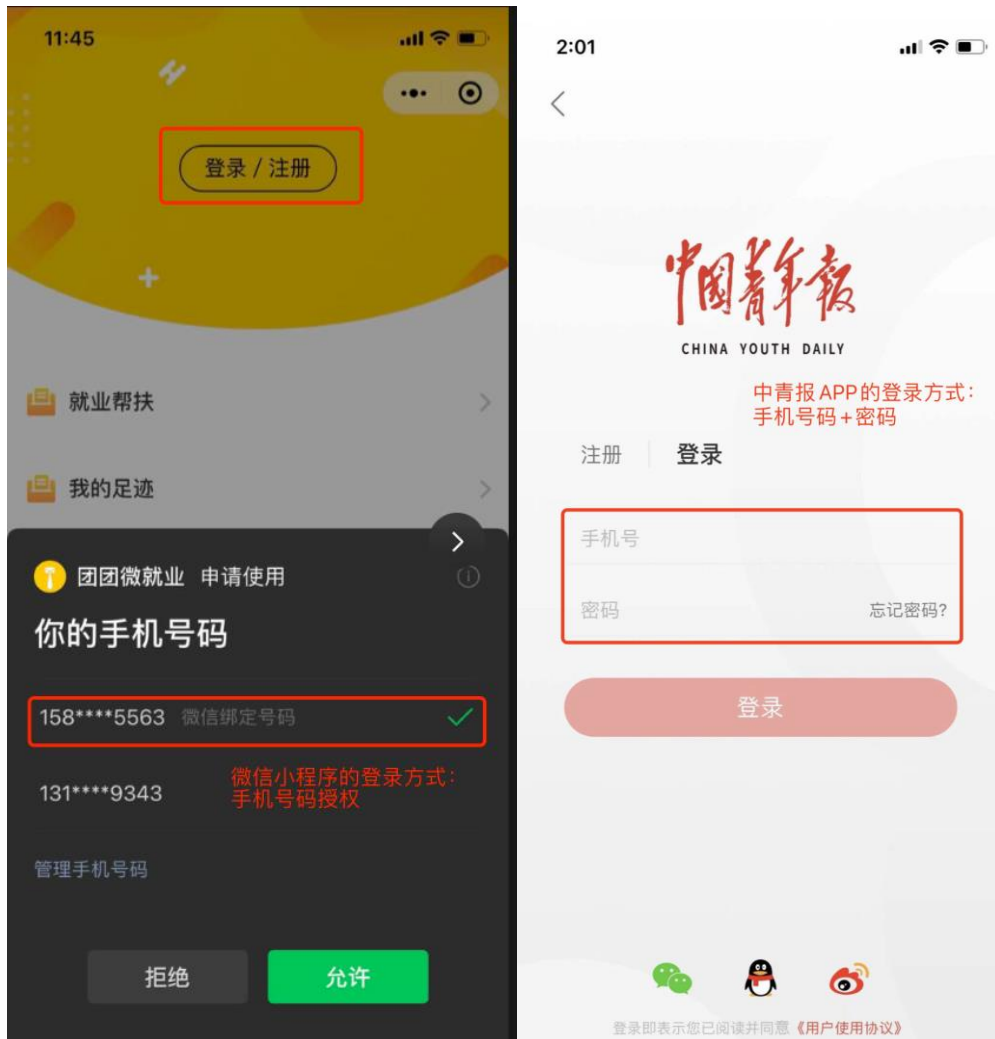 11:45
登录 / 注册
就业帮扶
我的足迹
团团微就业 申请使用
你的手机号码
158****5563 微信绑定号码
微信小程序的登录方式：
手机号码授权
131****9343
管理手机号码
拒绝 允许
2:01
中国青年报
CHINA YOUTH DAILY
中青报 APP的登录方式：
手机号码+密码
注册 登录
手机号
密码 忘记密码?
登录
登录即表示您已阅读并同意《用户使用协议》